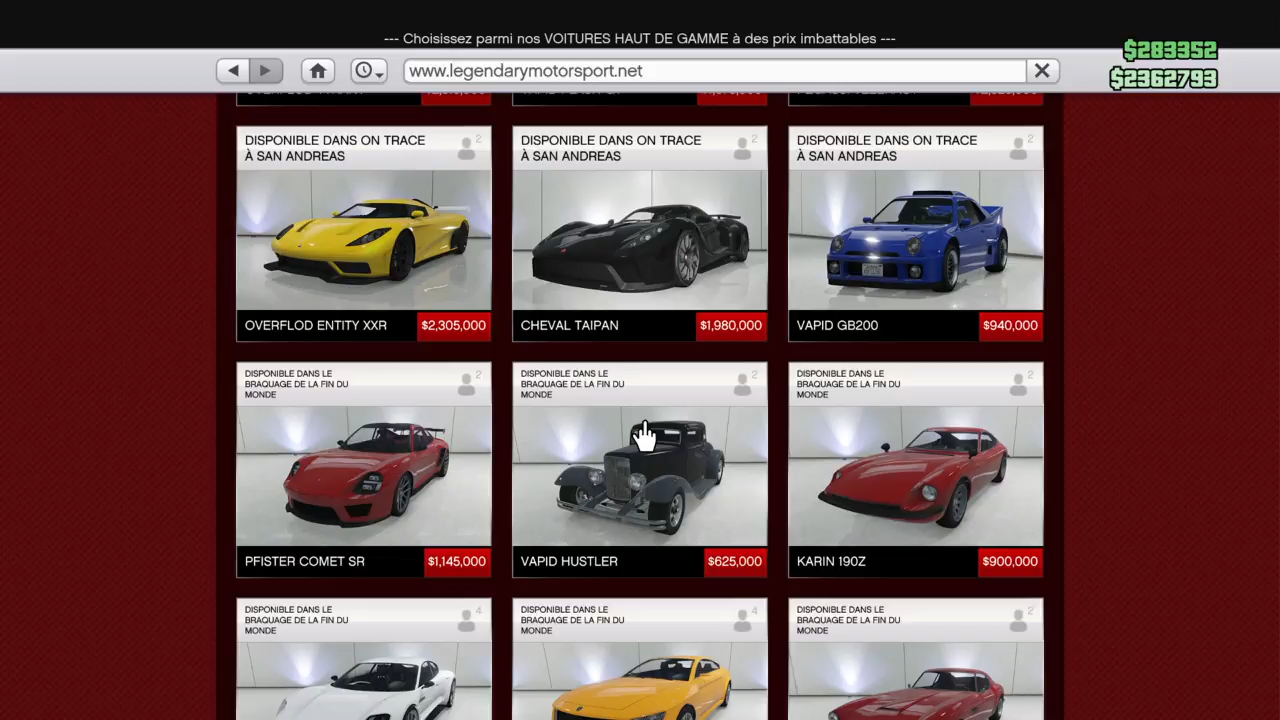 --- Choisissez parmi nos VOITURES HAUT DE GAMME à des prix imbattables ---
$283352
www.legendarymotorsport.net
$2362793
DISPONIBLE DANS ON TRACE
À SAN ANDREAS
2
DISPONIBLE DANS ON TRACE
À SAN ANDREAS
2
DISPONIBLE DANS ON TRACE
À SAN ANDREAS
2
OVERFLOD ENTITY XXR
$2,305,000
CHEVAL TAIPAN
$1,980,000
VAPID GB200
$940,000
DISPONIBLE DANS LE
BRAQUAGE DE LA FIN DU
MONDE
2
DISPONIBLE DANS LE
BRAQUAGE DE LA FIN DU
MONDE
2
DISPONIBLE DANS LE
BRAQUAGE DE LA FIN DU
MONDE
2
PFISTER COMET SR
$1,145,000
VAPID HUSTLER
$625,000
KARIN 190Z
$900,000
DISPONIBLE DANS LE
BRAQUAGE DE LA FIN DU
MONDE
4
DISPONIBLE DANS LE
BRAQUAGE DE LA FIN DU
MONDE
4
DISPONIBLE DANS LE
BRAQUAGE DE LA FIN DU
MONDE
2